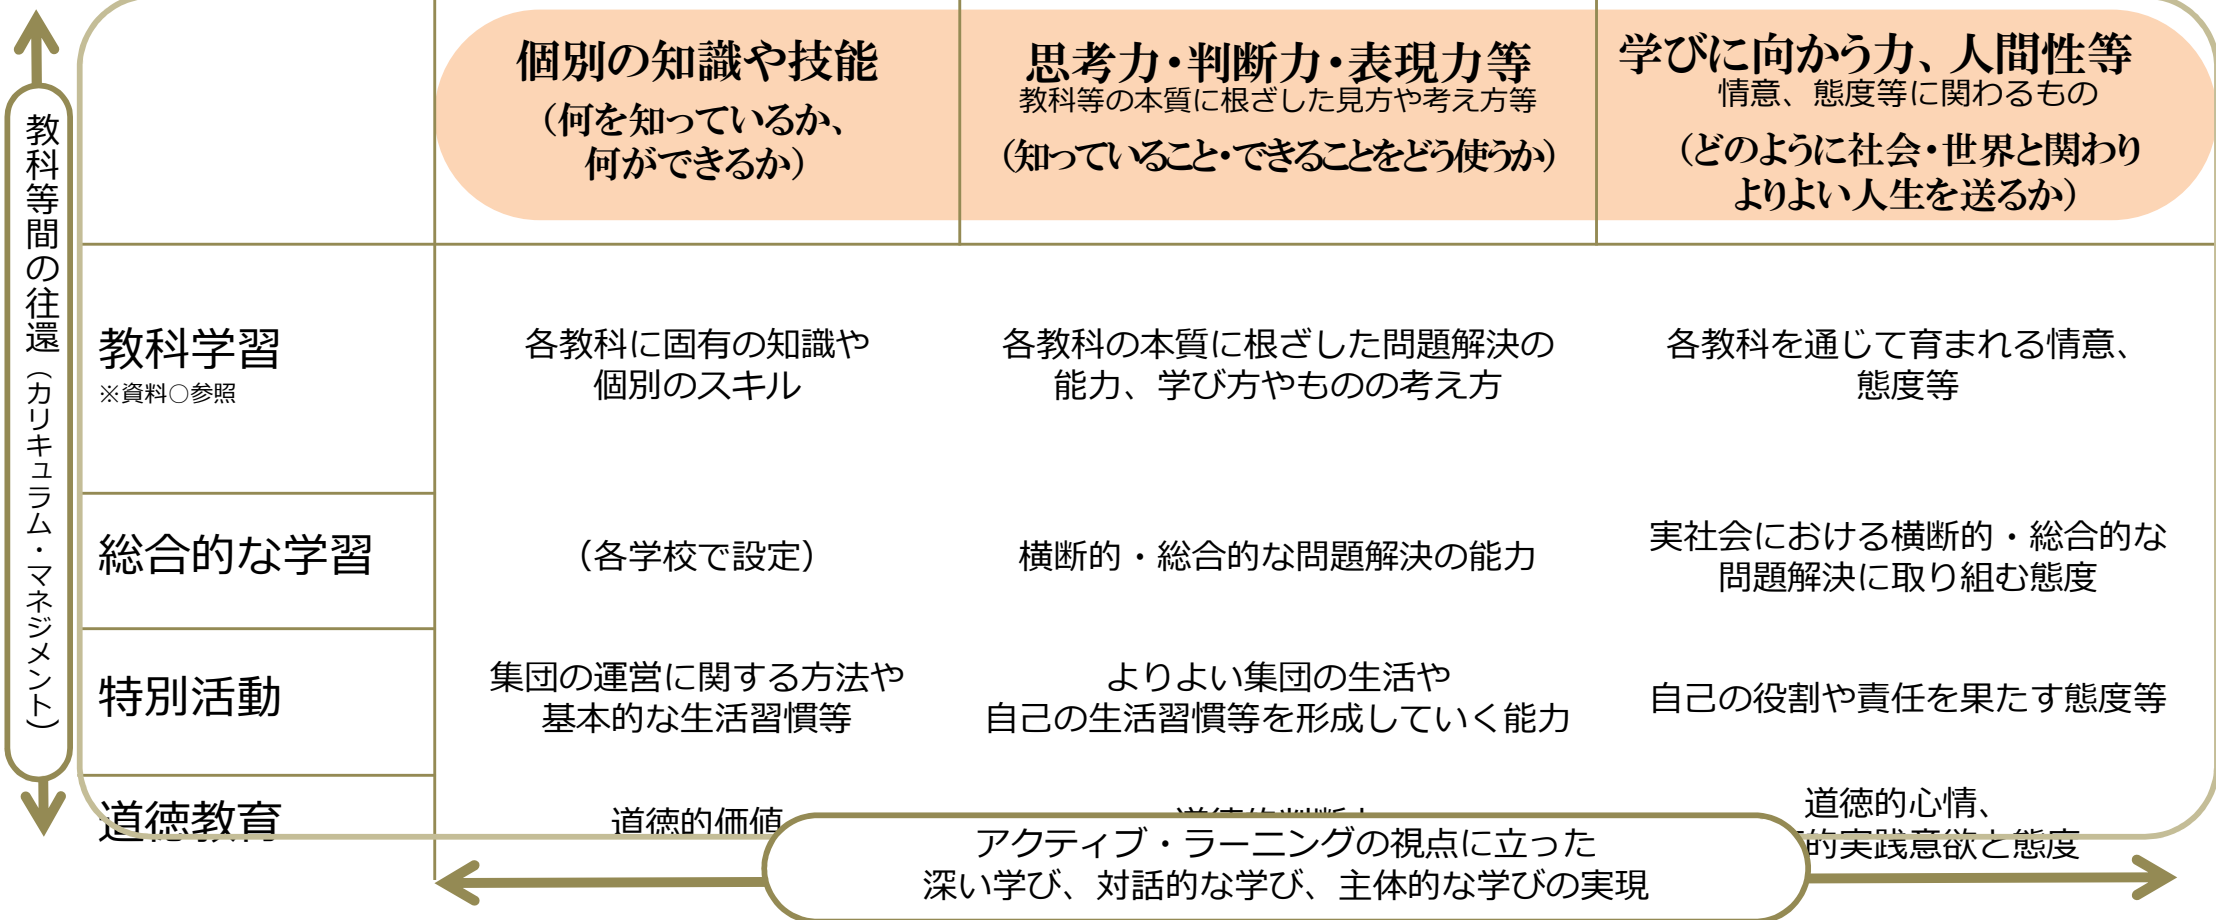 教科等間の往還（カリキュラム・マネジメント）
個別の知識や技能
（何を知っているか、
何ができるか）
思考力・判断力・表現力等
教科等の本質に根ざした見方や考え方等
（知っていること・できることをどう使うか）
学びに向かう力、人間性等
情意、態度等に関わるもの
（どのように社会・世界と関わり
よりよい人生を送るか）
教科学習
※資料○参照
各教科に固有の知識や
個別のスキル
各教科の本質に根ざした問題解決の
能力、学び方やものの考え方
各教科を通じて育まれる情意、
態度等
総合的な学習
（各学校で設定）
横断的・総合的な問題解決の能力
実社会における横断的・総合的な
問題解決に取り組む態度
特別活動
集団の運営に関する方法や
基本的な生活習慣等
よりよい集団の生活や
自己の生活習慣等を形成していく能力
自己の役割や責任を果たす態度等
道徳教育
道徳的価値
道徳的判断力
道徳的心情、
的実践意欲と態度
アクティブ・ラーニングの視点に立った
深い学び、対話的な学び、主体的な学びの実現